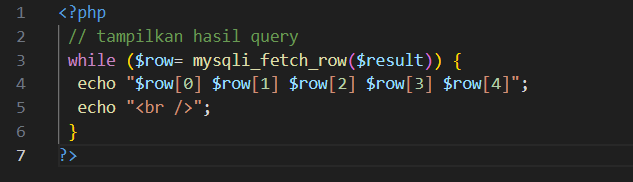 1 <?php
2 // tampilkan hasil query
3 while ($row= mysqli_fetch_row($result)) {
4 echo "$row[0] $row[1] $row[2] $row[3] $row[4]";
5 echo "<br />";
6 }
7 ?>